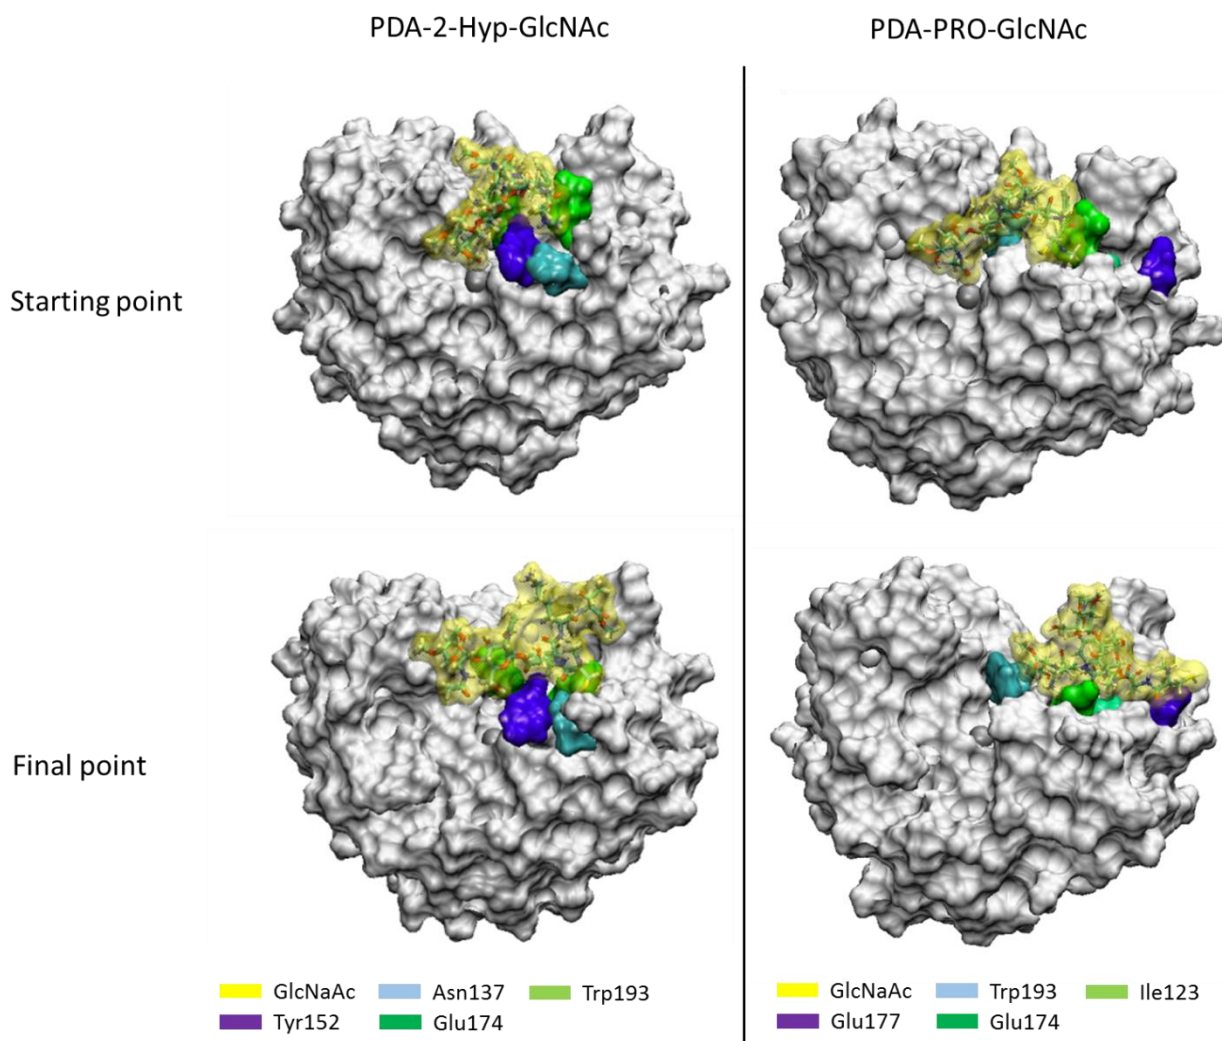 PDA-2-Hyp-GlcNAc
PDA-PRO-GlcNAc
Starting point
Final point
GlcNaAc
Asn137
Trp193
Tyr152
Glu174
GlcNaAc
Trp193
Ile123
Glu177
Glu174